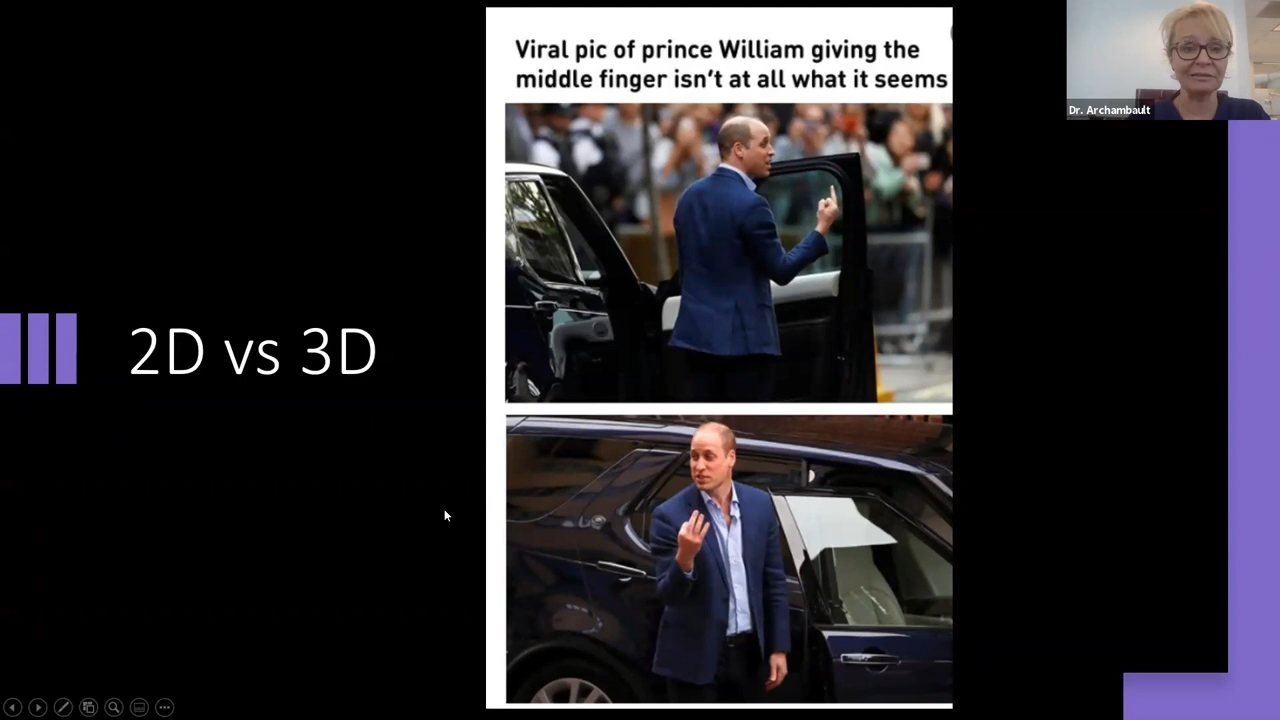 Viral pic of prince William giving the
middle finger isn't at all what it seems
Dr. Archambault
2D vs 3D